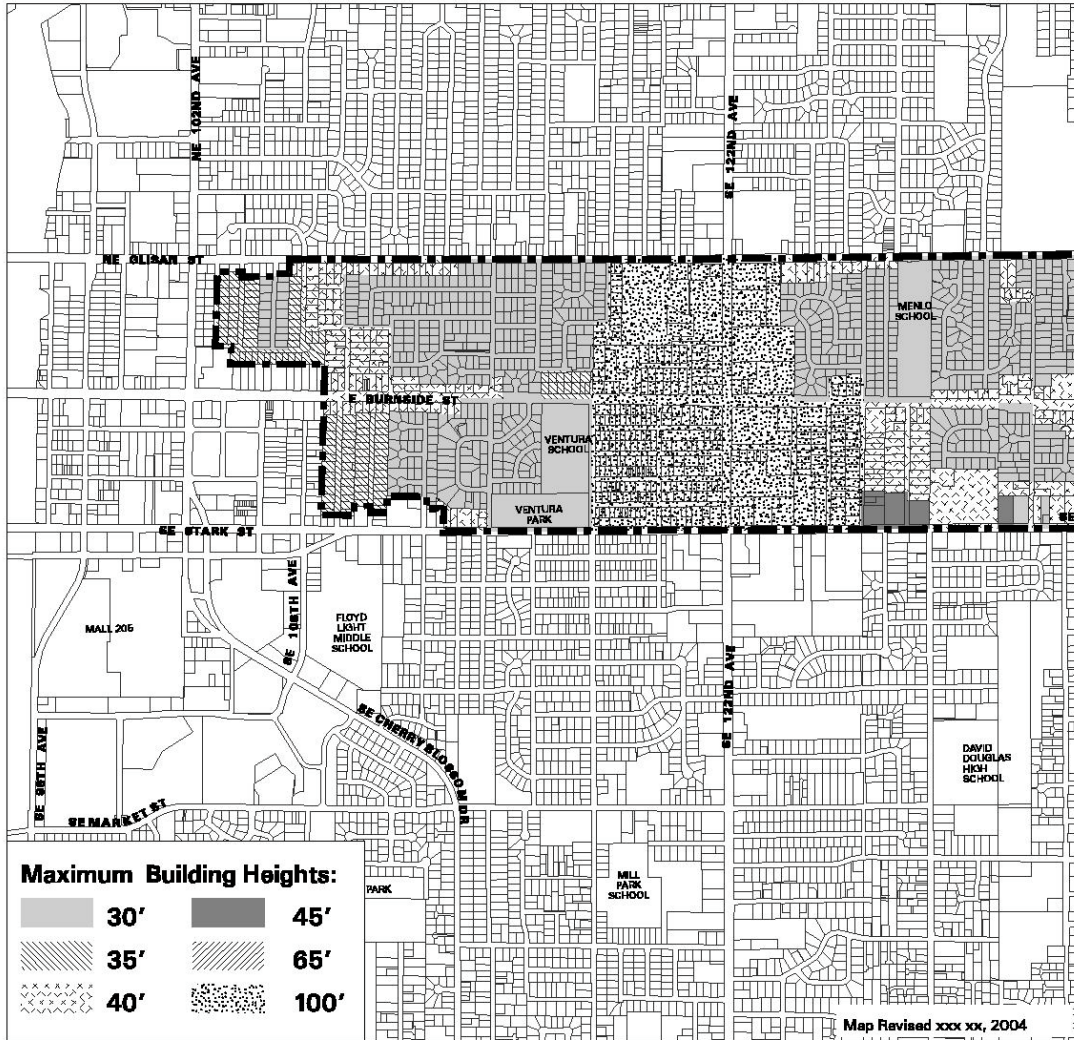 NE 102ND AVE
SE 122ND AVE
NE GLISAN ST
MENLO
SCHOOL
E BURNSIDE ST
VENTURA
SCHOOL
VENTURA
PARK
SE
SE STARK ST
MALL 205
SE 108TH AVE
FLOYD
LIGHT
MIDDLE
SCHOOL
SE CHERRY BLOSSOM DR
SE 122ND AVE
DAVID
DOUGLAS
HIGH
SCHOOL
SE 96TH AVE
SE MARKET ST
PARK
MILL
PARK
SCHOOL
Maximum Building Heights:
30' 45'
35' 65'
40' 100'
Map Revised xxx xx, 2004